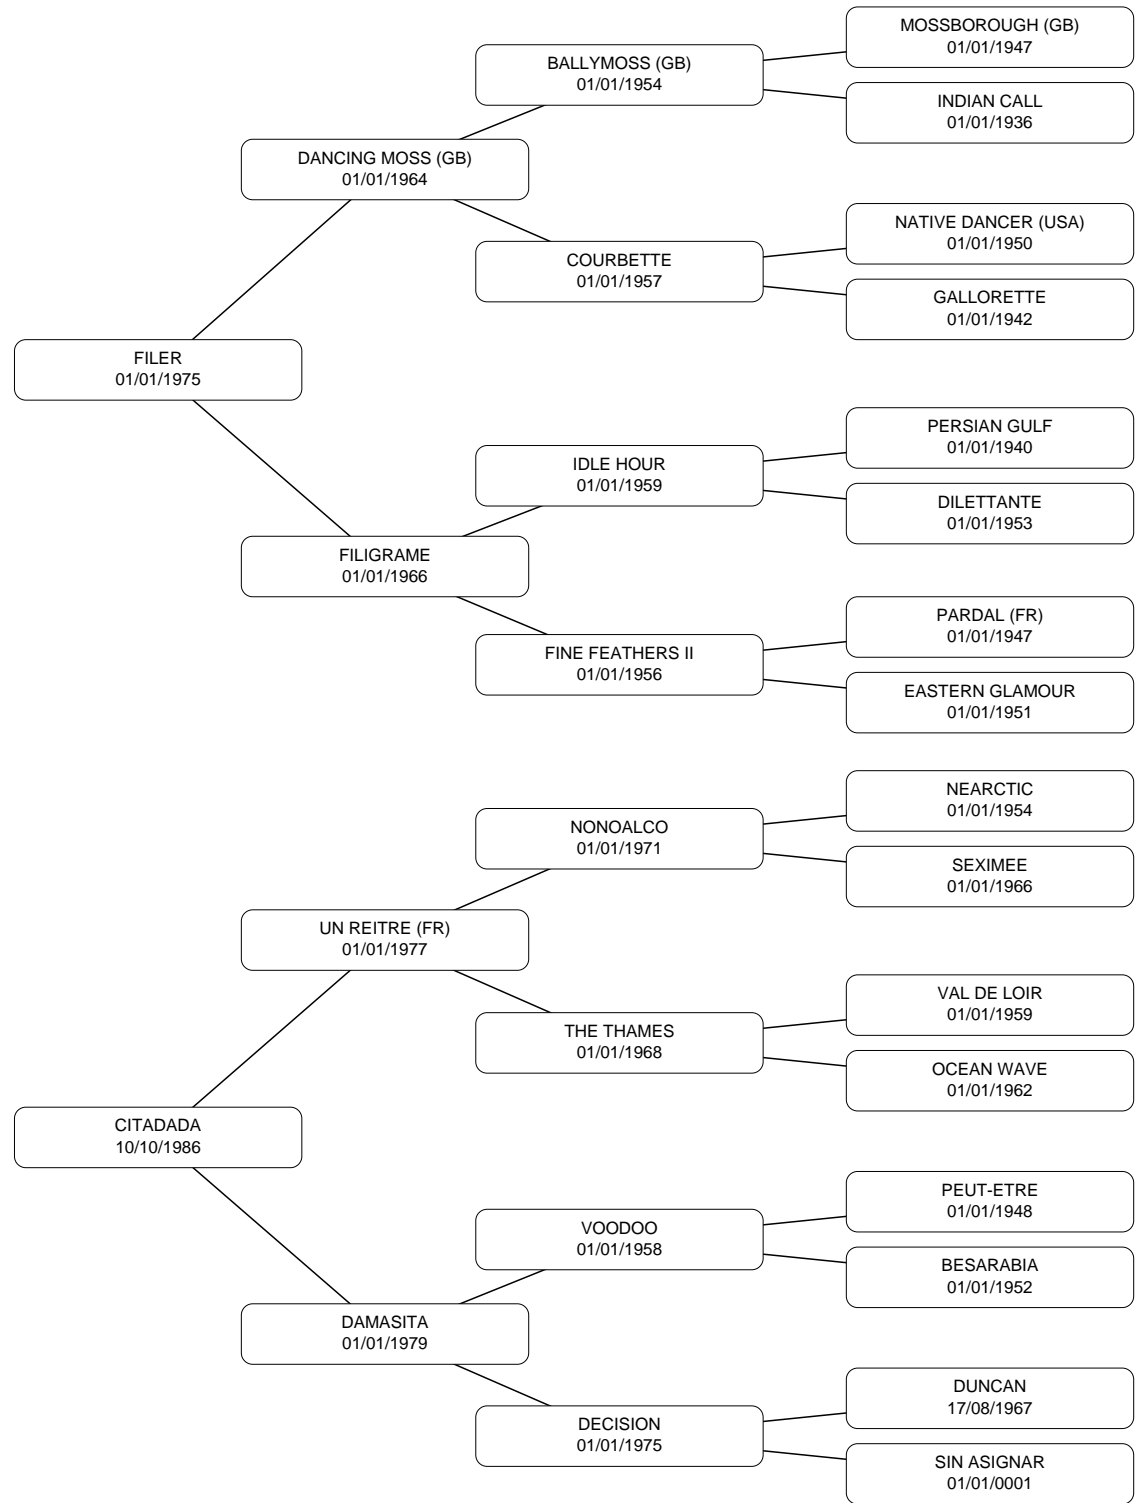 MOSSBOROUGH (GB)
01/01/1947
BALLYMOSS (GB)
01/01/1954
INDIAN CALL
01/01/1936
DANCING MOSS (GB)
01/01/1964
NATIVE DANCER (USA)
01/01/1950
COURBETTE
01/01/1957
GALLORETTE
01/01/1942
FILER
01/01/1975
PERSIAN GULF
01/01/1940
IDLE HOUR
01/01/1959
DILETTANTE
01/01/1953
FILIGRAME
01/01/1966
PARDAL (FR)
01/01/1947
FINE FEATHERS II
01/01/1956
EASTERN GLAMOUR
01/01/1951
NEARCTIC
01/01/1954
NONOALCO
01/01/1971
SEXIMEE
01/01/1966
UN REITRE (FR)
01/01/1977
VAL DE LOIR
01/01/1959
THE THAMES
01/01/1968
OCEAN WAVE
01/01/1962
CITADADA
10/10/1986
PEUT-ETRE
01/01/1948
VOODOO
01/01/1958
BESARABIA
01/01/1952
DAMASITA
01/01/1979
DUNCAN
17/08/1967
DECISION
01/01/1975
SIN ASIGNAR
01/01/0001